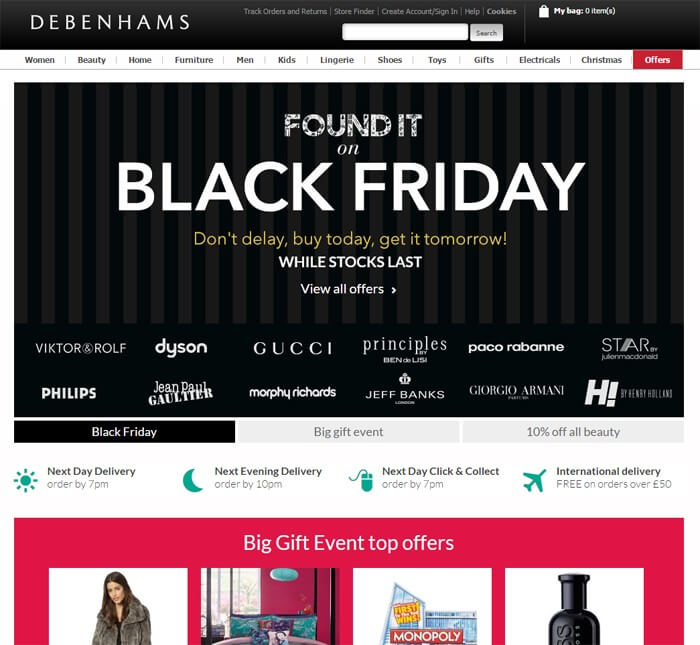 DEBENHAMS
Track Orders and Returns | Store Finder | Create Account/Sign In | Help | Cookies
My bag: 0 item(s)
Search
Women Beauty Home Furniture Men Kids Lingerie Shoes Toys Gifts Electricals Christmas Offers
FOUND IT
on
BLACK FRIDAY
Don't delay, buy today, get it tomorrow!
WHILE STOCKS LAST
View all offers ›
VIKTOR&ROLF
dyson
GUCCI
principles
BY
BEN de LISI
paco rabanne
STAR BY
julienmacdonald
PHILIPS
Jean Paul
GAULTIER
morphy richards
JEFF BANKS
LONDON
GIORGIO ARMANI
PARFUMS
H! BY HENRY HOLLAND
Black Friday
Big gift event
10% off all beauty
Next Day Delivery
order by 7pm
Next Evening Delivery
order by 10pm
Next Day Click & Collect
order by 7pm
International delivery
FREE on orders over £50
Big Gift Event top offers
FIRST
TO THE TOP
WINS!
MONOPOLY
BOSS